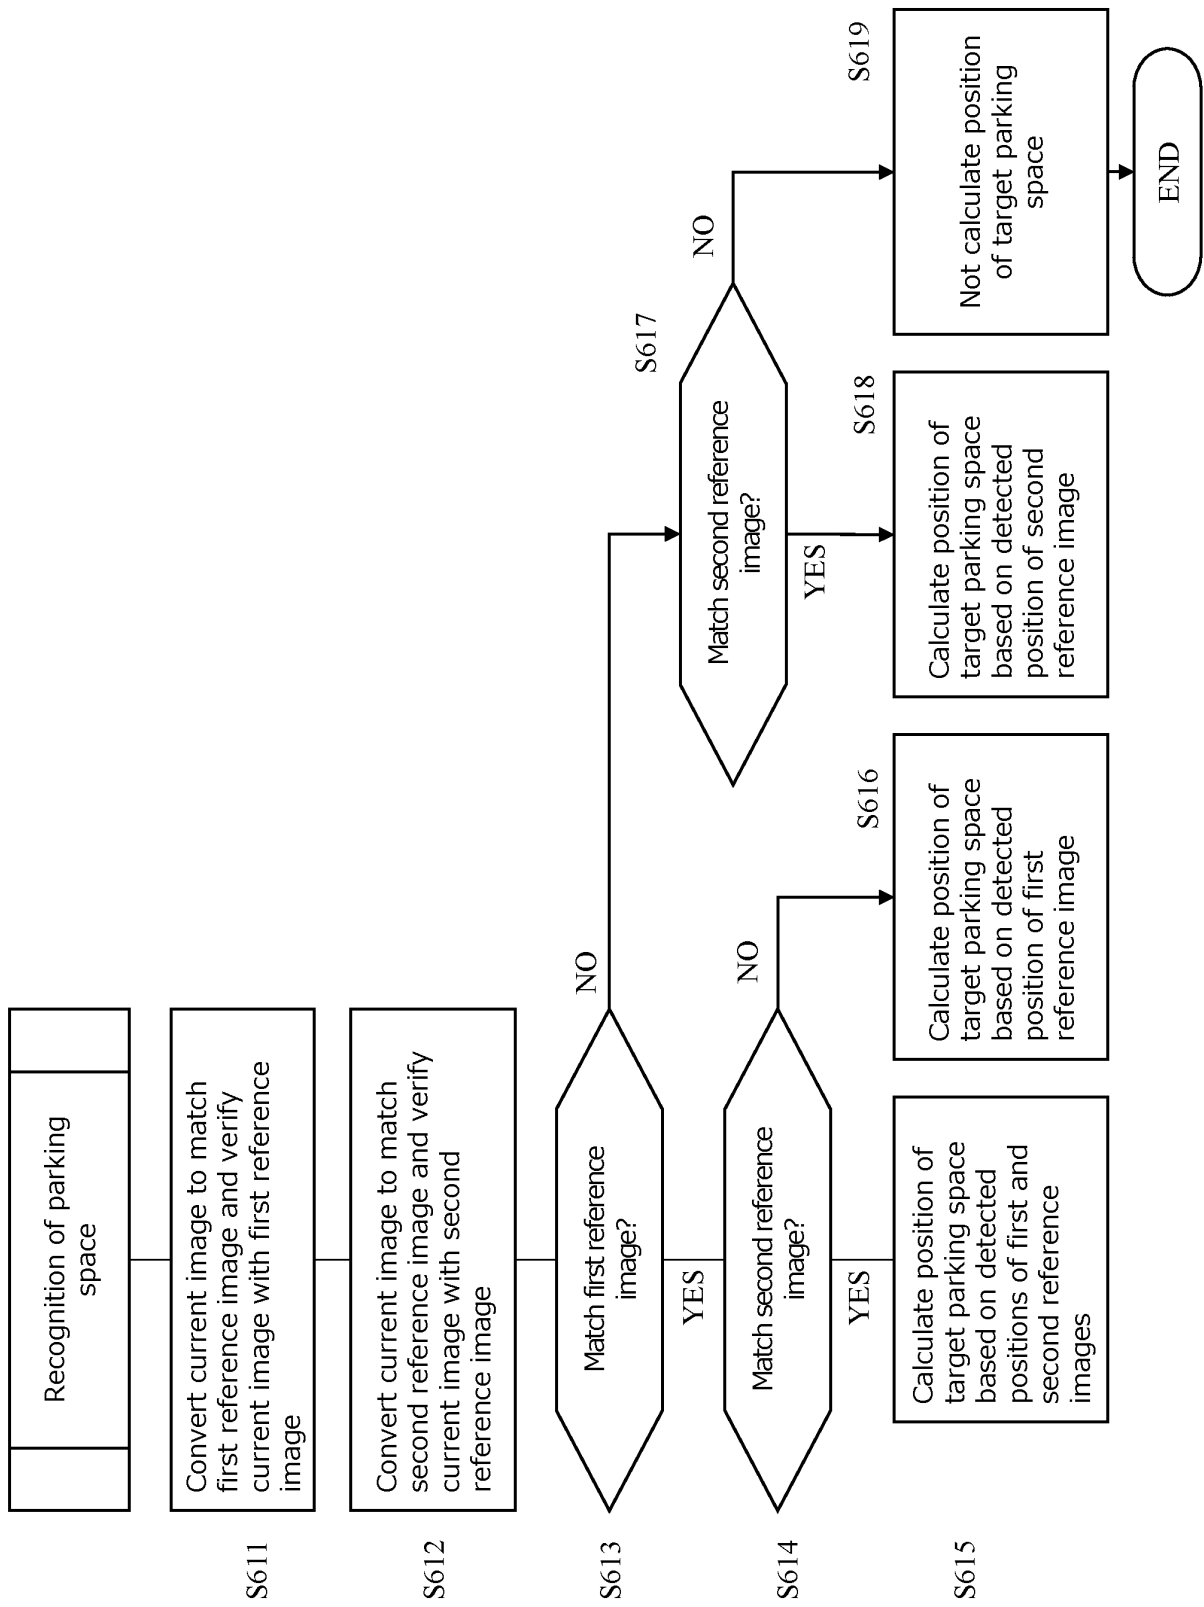 Recognition of parking
space
S611
Convert current image to match
first reference image and verify
current image with first reference
image
S612
Convert current image to match
second reference image and verify
current image with second
reference image
S613
Match first reference
image?
NO
YES
S614
Match second reference
image?
NO
YES
S617
Match second reference
image?
NO
YES
S615
Calculate position of
target parking space
based on detected
positions of first and
second reference
images
S616
Calculate position of
target parking space
based on detected
position of first
reference image
S618
Calculate position of
target parking space
based on detected
position of second
reference image
S619
Not calculate position
of target parking
space
END